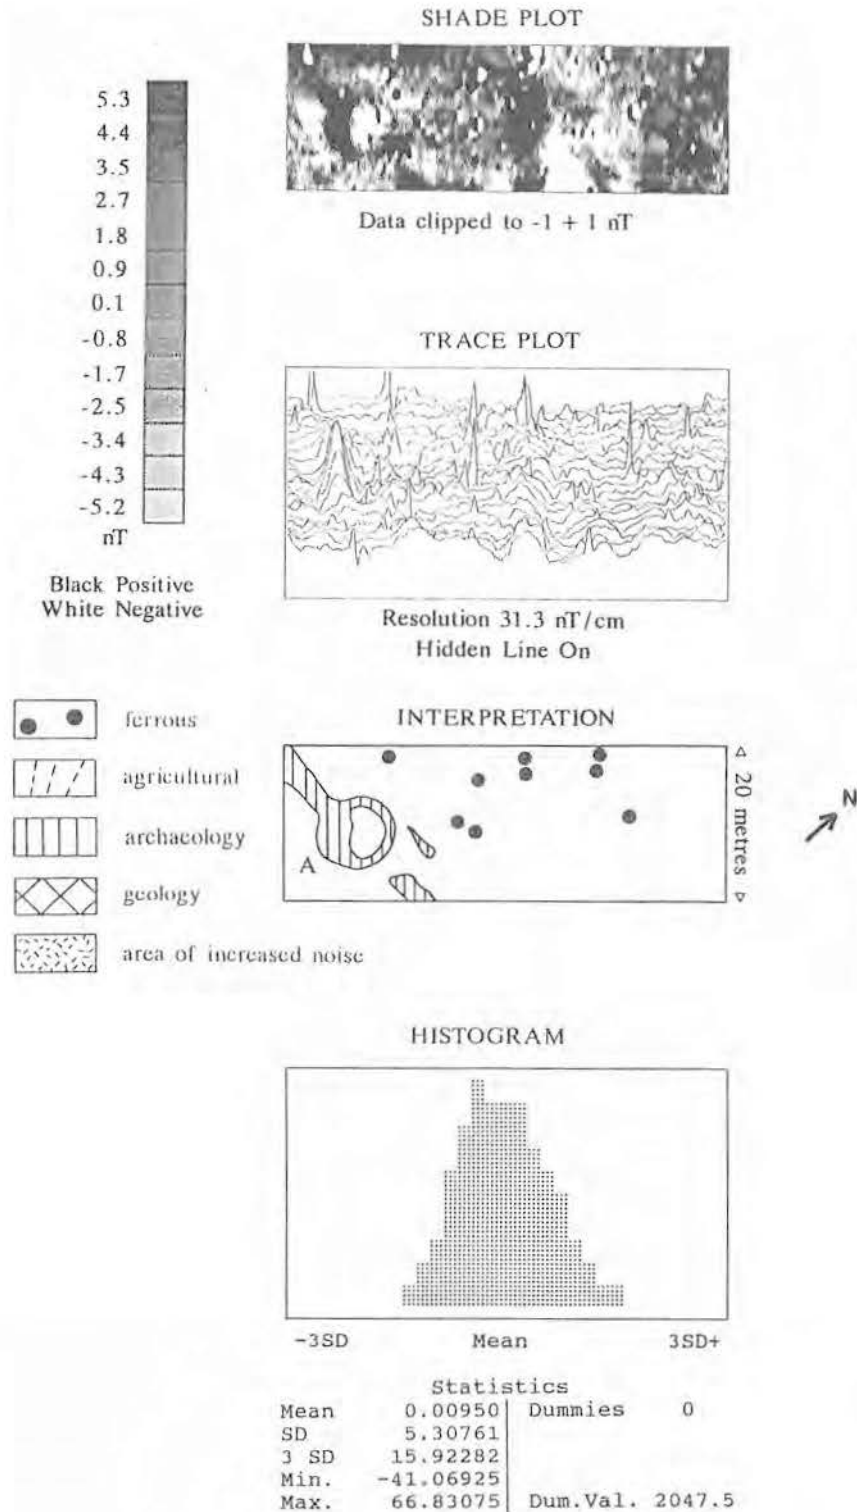 SHADE PLOT
5.3
4.4
3.5
2.7
1.8
0.9
0.1
-0.8
-1.7
-2.5
-3.4
-4.3
-5.2
nT
Black Positive
White Negative
Data clipped to -1 + 1 nT
TRACE PLOT
Resolution 31.3 nT/cm
Hidden Line On
ferrous
agricultural
archaeology
geology
area of increased noise
INTERPRETATION
A
20 metres
N
HISTOGRAM
-3SD Mean 3SD+
Statistics
Mean 0.00950 Dummies 0
SD 5.30761
3 SD 15.92282
Min. -41.06925
Max. 66.83075 Dum.Val. 2047.5